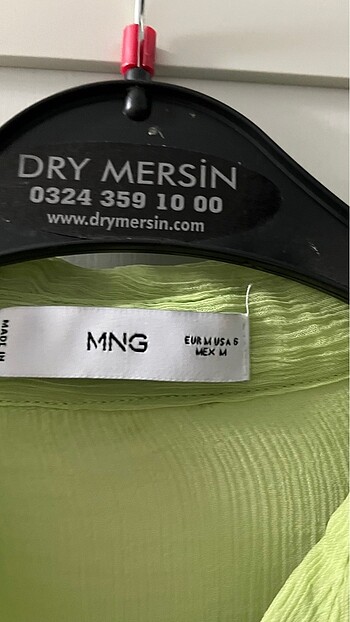 DRY MERSİN
0324 359 10 00
www.drymersin.com
MADE IN
MNG
EUR M USA 6
MEX M